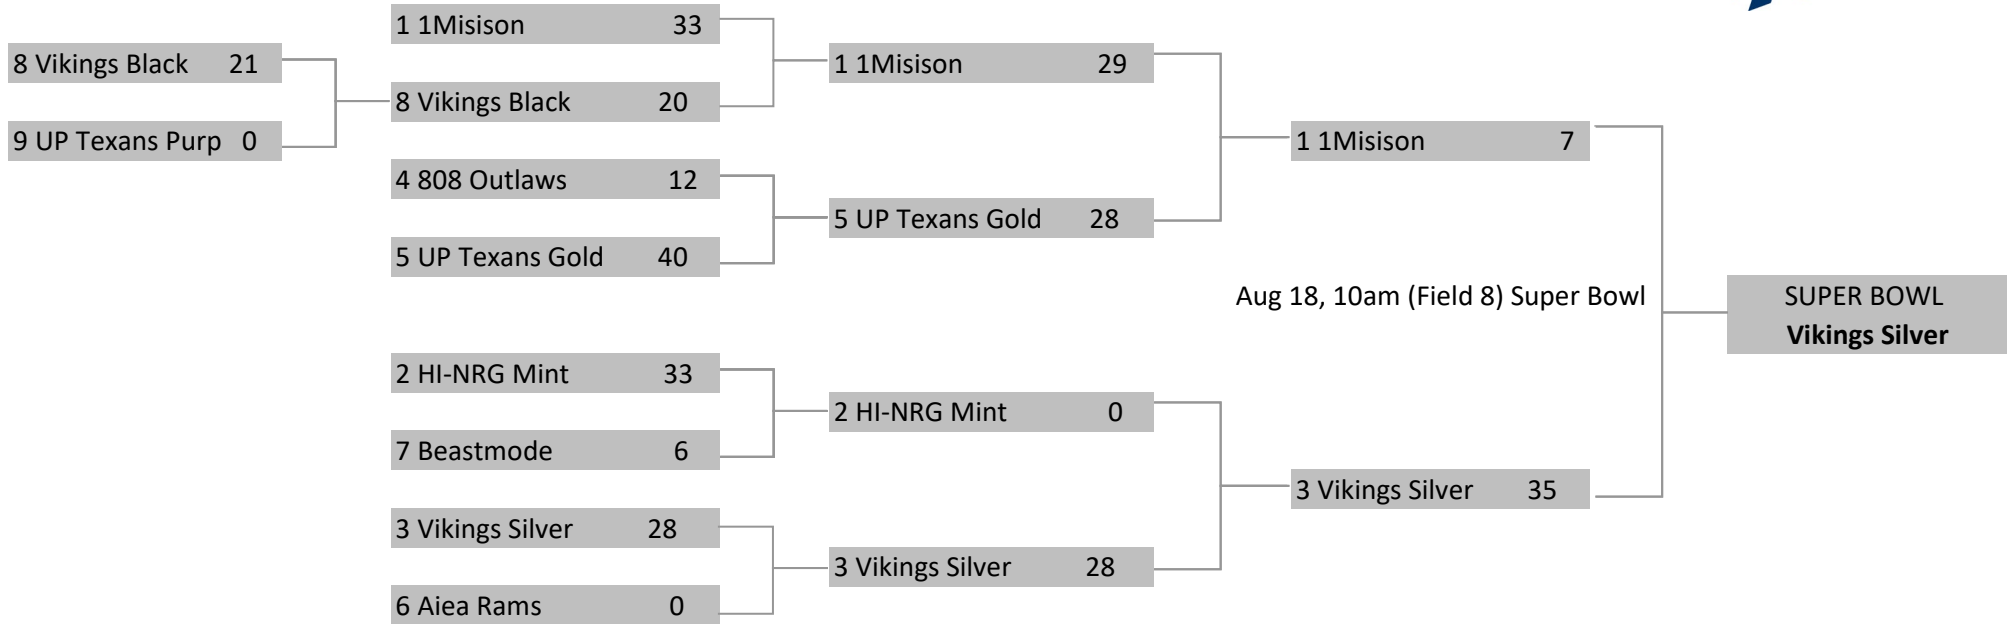 8 Vikings Black 21
9 UP Texans Purp 0
1 1Misison 33
8 Vikings Black 20
4 808 Outlaws 12
5 UP Texans Gold 40
2 HI-NRG Mint 33
7 Beastmode 6
3 Vikings Silver 28
6 Aiea Rams 0
1 1Misison 29
5 UP Texans Gold 28
2 HI-NRG Mint 0
3 Vikings Silver 28
1 1Misison 7
Aug 18, 10am (Field 8) Super Bowl
3 Vikings Silver 35
SUPER BOWL
Vikings Silver